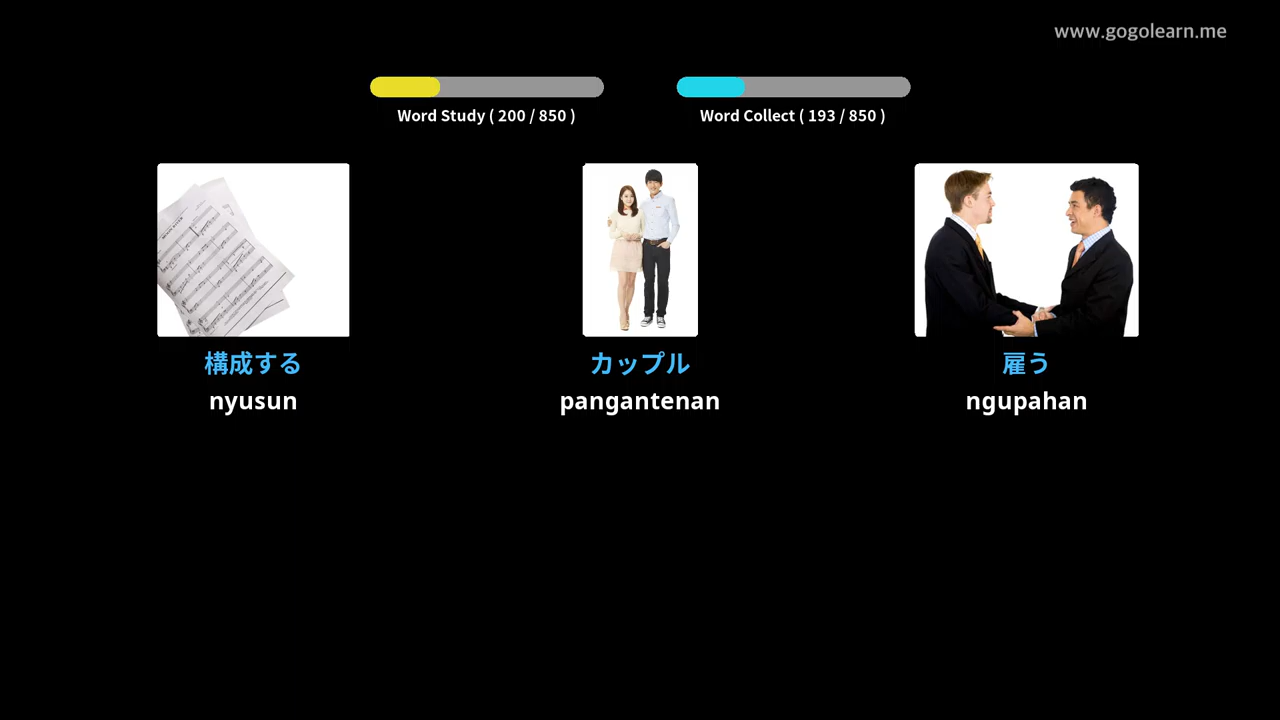 www.gogolearn.me
Word Study ( 200 / 850 )
Word Collect ( 193 / 850 )
構成する
カップル
雇う
nyusun
pangantenan
ngupahan